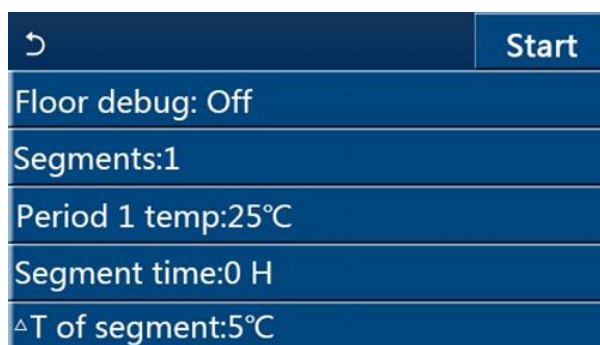 Start
Floor debug: Off
Segments:1
Period 1 temp:25℃
Segment time:0 H
△T of segment:5℃